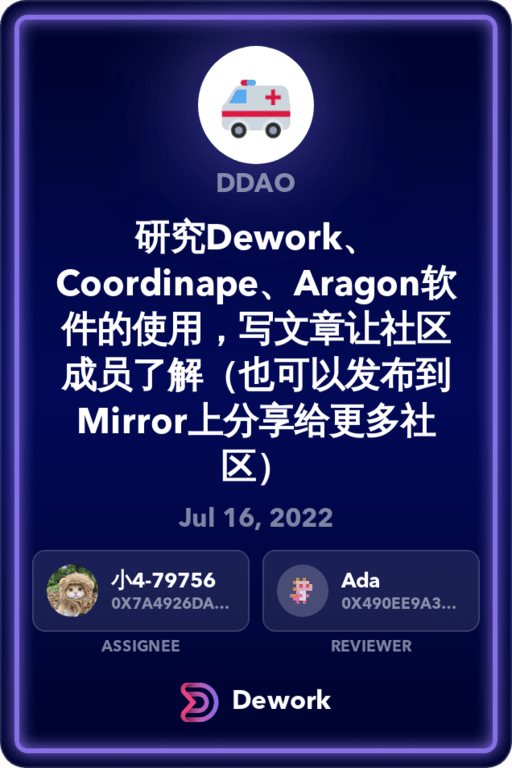 DDAO
研究Dework、
Coordinape、Aragon软
件的使用，写文章让社区
成员了解（也可以发布到
Mirror上分享给更多社
区）
Jul 16, 2022
小4-79756
0X7A4926DA...
Ada
0X490EE9A3...
ASSIGNEE
REVIEWER
Dework